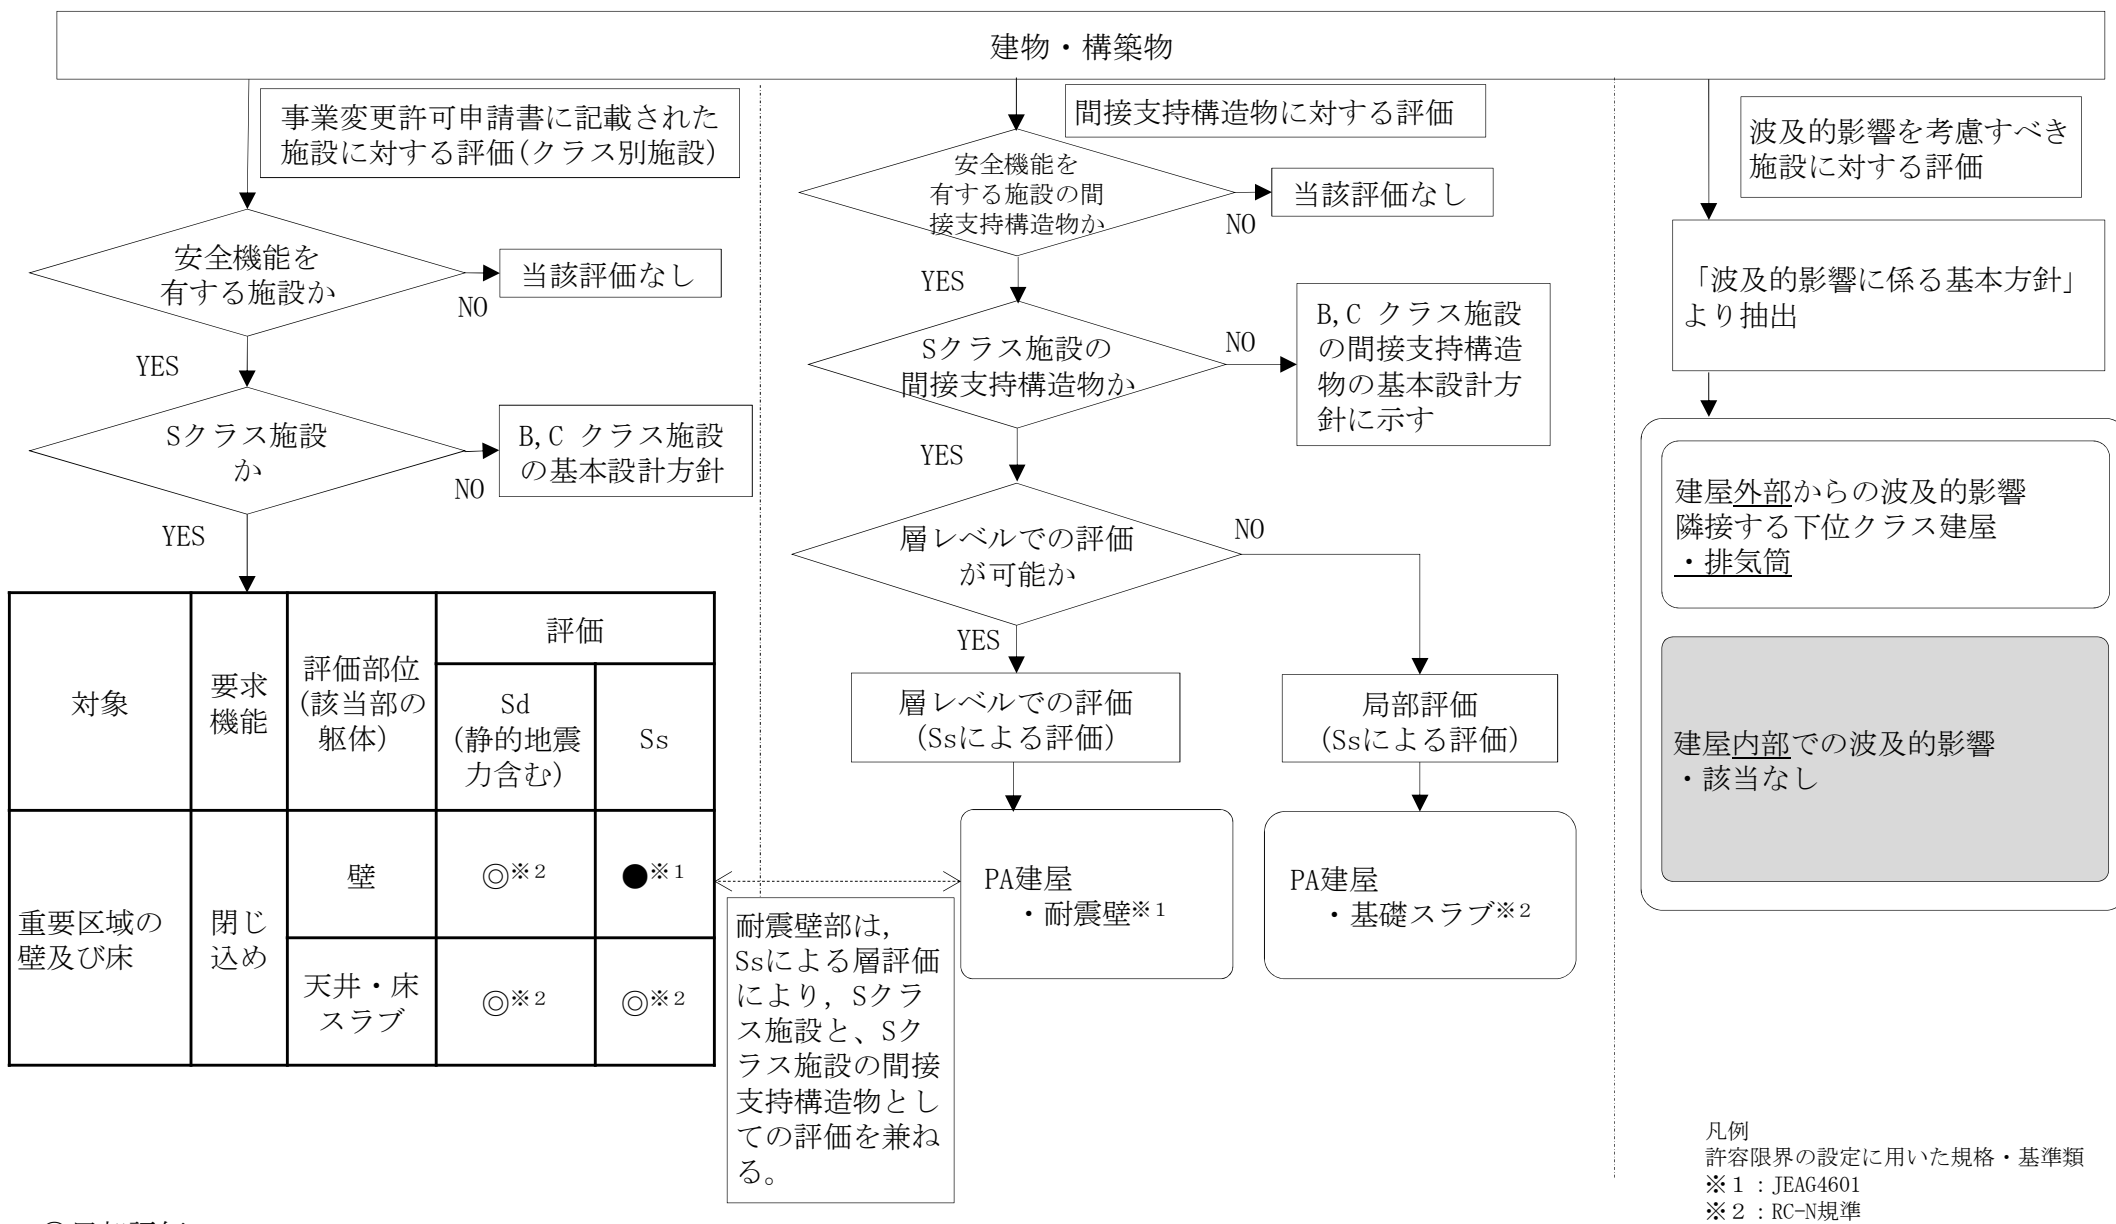 建物・構築物
事業変更許可申請書に記載された
施設に対する評価(クラス別施設)
安全機能を
有する施設か
NO
当該評価なし
YES
Sクラス施設
か
NO
B,C クラス施設
の基本設計方針
YES
対象
要求
機能
評価部位
(該当部の
躯体)
評価
Sd
(静的地震
力含む)
Ss
重要区域の
壁及び床
閉じ
込め
壁
◎※2
●※1
天井・床
スラブ
◎※2
◎※2
間接支持構造物に対する評価
安全機能を
有する施設の間
接支持構造物か
NO
当該評価なし
YES
Sクラス施設の
間接支持構造物か
NO
B,C クラス施設
の間接支持構造
物の基本設計方
針に示す
YES
層レベルでの評価
が可能か
NO
YES
層レベルでの評価
(Ssによる評価)
局部評価
(Ssによる評価)
PA建屋
・耐震壁※1
PA建屋
・基礎スラブ※2
耐震壁部は,
Ssによる層評価
により, Sクラ
ス施設と、Sク
ラス施設の間接
支持構造物とし
ての評価を兼ね
る。
波及的影響を考慮すべき
施設に対する評価
「波及的影響に係る基本方針」
より抽出
建屋外部からの波及的影響
隣接する下位クラス建屋
・排気筒
建屋内部での波及的影響
・該当なし
凡例
許容限界の設定に用いた規格・基準類
※1：JEAG4601
※2：RC-N規準